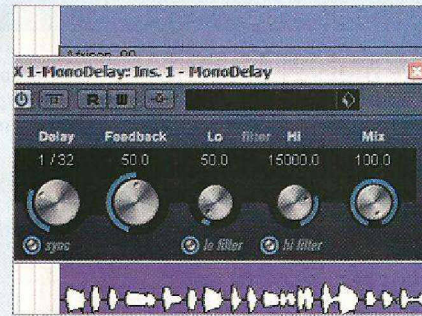 X 1-MonoDelay: Ins. 1 - MonoDelay
R W
Delay Feedback Lo filter Hi Mix
1 / 32 50.0 50.0 15000.0 100.0
sync lo filter hi filter